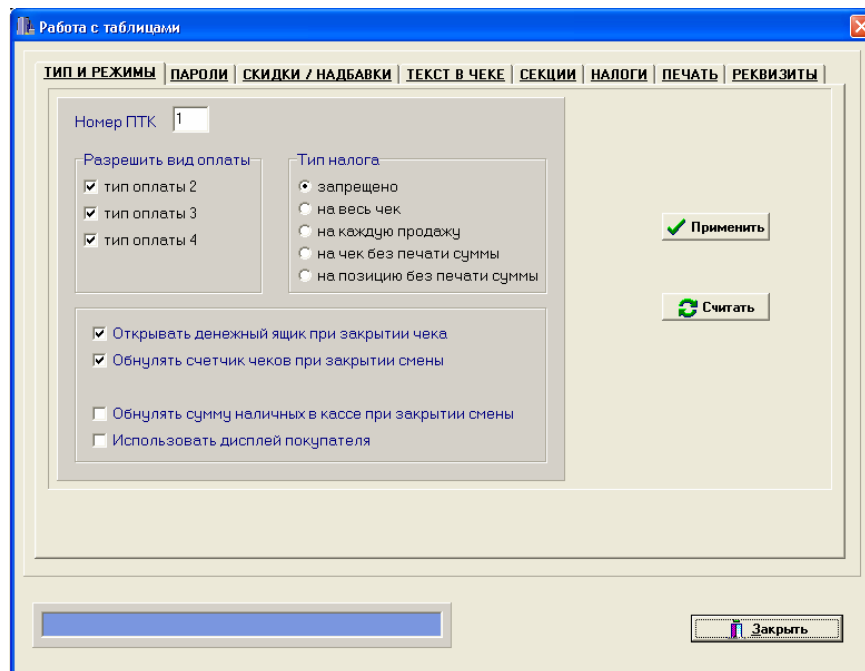 Работа с таблицами
ТИП И РЕЖИМЫ ПАРОЛИ СКИДКИ / НАДБАВКИ ТЕКСТ В ЧЕКЕ СЕКЦИИ НАЛОГИ ПЕЧАТЬ РЕКВИЗИТЫ
Номер ПТК 1
Разрешить вид оплаты
тип оплаты 2
тип оплаты 3
тип оплаты 4
Тип налога
запрещено
на весь чек
на каждую продажу
на чек без печати суммы
на позицию без печати суммы
Применить
Считать
Открывать денежный ящик при закрытии чека
Обнулять счетчик чеков при закрытии смены
Обнулять сумму наличных в кассе при закрытии смены
Использовать дисплей покупателя
Закрыть